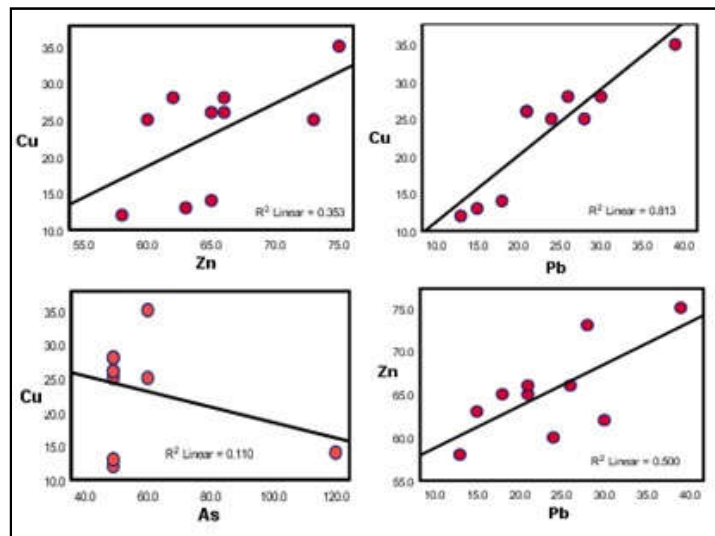 35.0
30.0
25.0
Cu
20.0
15.0
10.0
R² Linear = 0.353
55.0 60.0 65.0 70.0 75.0
Zn
35.0
30.0
25.0
Cu
20.0
15.0
10.0
R² Linear = 0.813
10.0 15.0 20.0 25.0 30.0 35.0 40.0
Pb
35.0
30.0
25.0
Cu
20.0
15.0
10.0
R² Linear = 0.110
40.0 60.0 80.0 100.0 120.0
As
75.0
Zn
70.0
65.0
60.0
55.0
R² Linear = 0.500
10.0 15.0 20.0 25.0 30.0 35.0 40.0
Pb